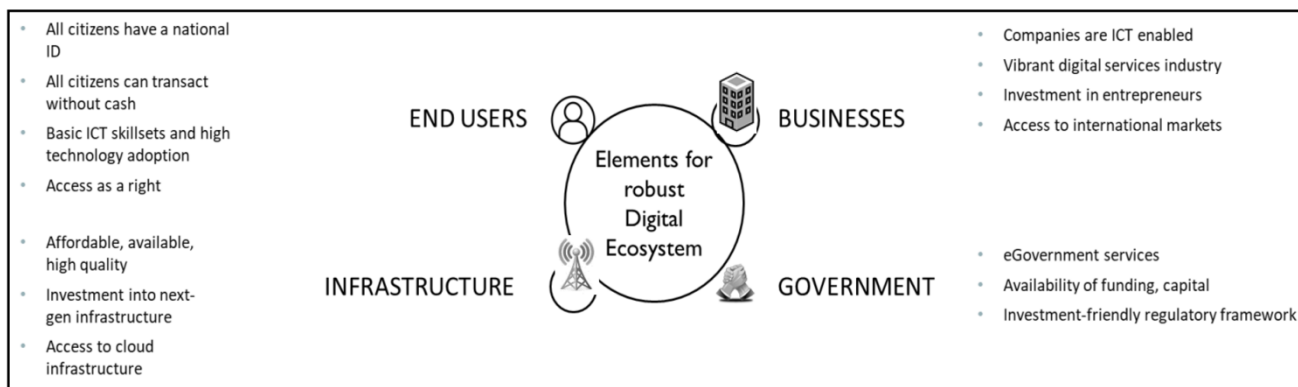 All citizens have a national
ID
All citizens can transact
without cash
Basic ICT skillsets and high
technology adoption
Access as a right
END USERS
BUSINESSES
Companies are ICT enabled
Vibrant digital services industry
Investment in entrepreneurs
Access to international markets
Elements for
robust
Digital
Ecosystem
Affordable, available,
high quality
Investment into next-
gen infrastructure
Access to cloud
infrastructure
INFRASTRUCTURE
GOVERNMENT
eGovernment services
Availability of funding, capital
Investment-friendly regulatory framework